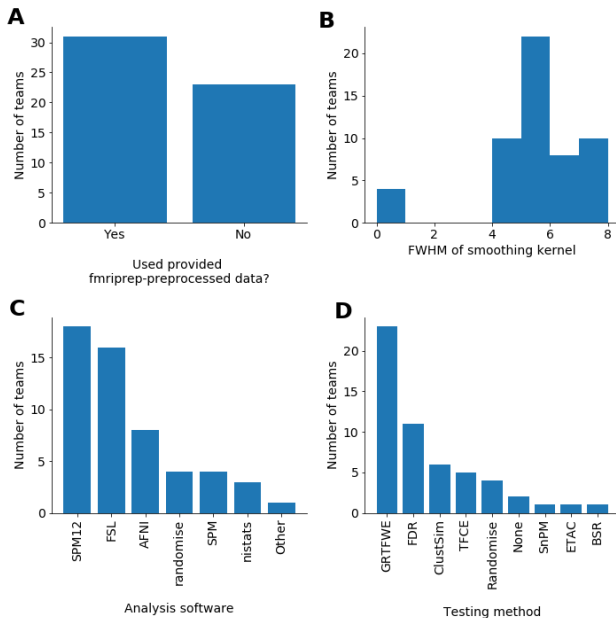 A
Number of teams
30
25
20
15
10
5
0
Yes
No
Used provided
fmriprep-preprocessed data?
B
Number of teams
20
15
10
5
0
0
2
4
6
8
FWHM of smoothing kernel
C
Number of teams
15
10
5
0
SPM12
FSL
AFNI
randomise
SPM
nistats
Other
Analysis software
D
Number of teams
20
15
10
5
0
GRTFWE
FDR
ClustSim
TFCE
Randomise
None
SnPM
ETAC
BSR
Testing method